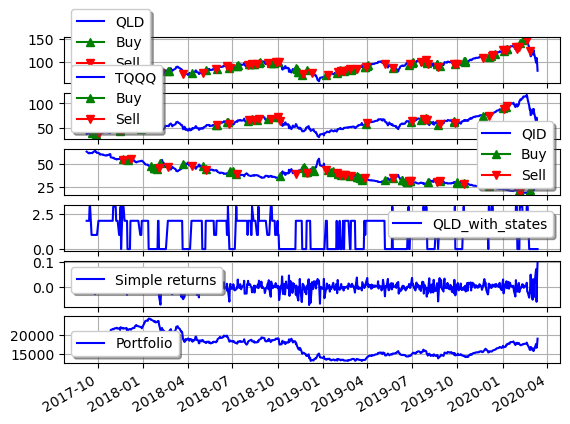 QLD
Buy
Sell
150
100
TQQQ
Buy
Sell
100
50
QID
Buy
Sell
50
25
QLD_with_states
2.5
0.0
Simple returns
0.1
0.0
Portfolio
20000
15000
2017-10 2018-01 2018-04 2018-07 2018-10 2019-01 2019-04 2019-07 2019-10 2020-01 2020-04